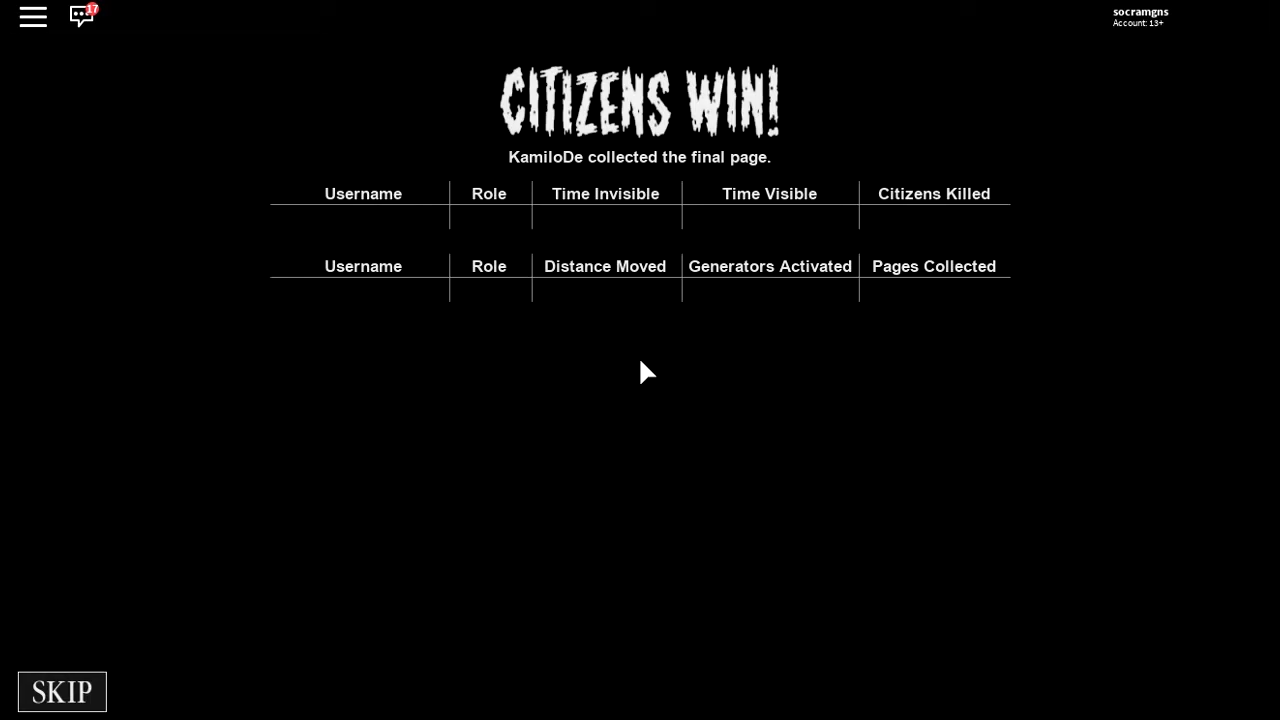 17
socramgns
Account: 13+
CITIZENS WIN!
KamiloDe collected the final page.
Username Role Time Invisible Time Visible Citizens Killed
Username Role Distance Moved Generators Activated Pages Collected
SKIP